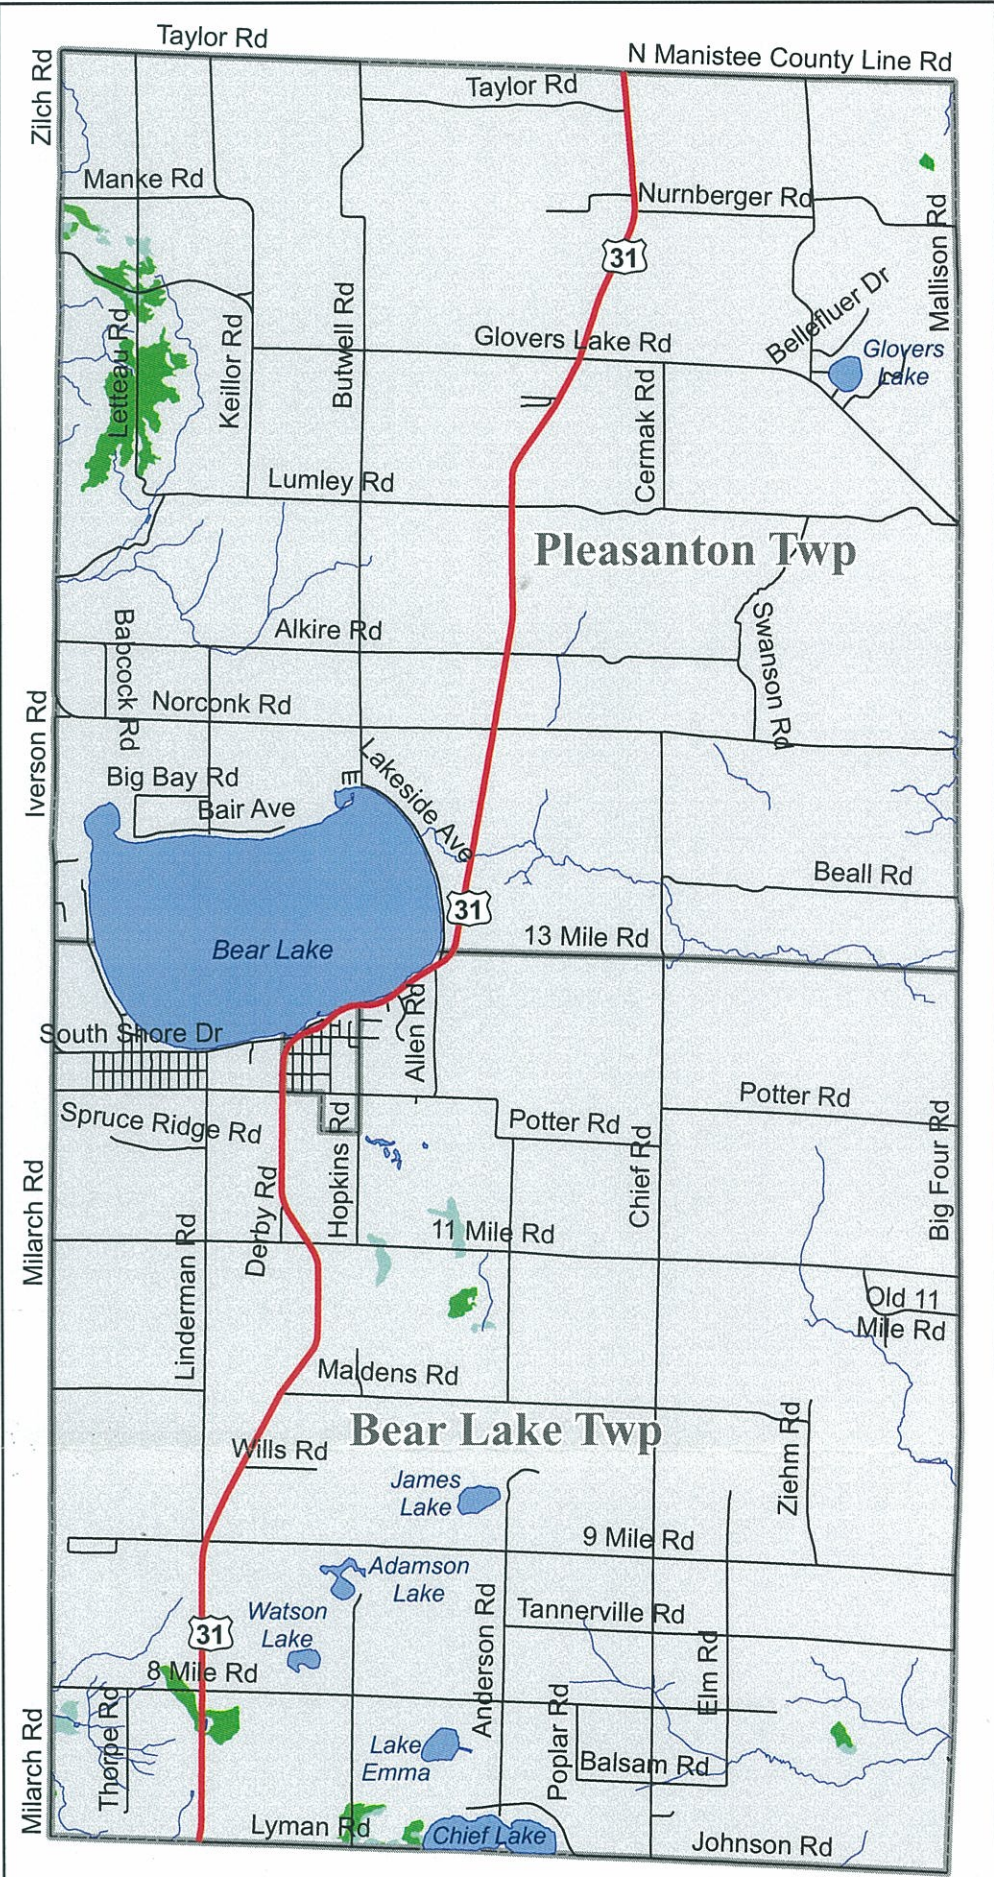 Taylor Rd
N Manistee County Line Rd
Zilch Rd
Taylor Rd
Manke Rd
Nurnberger Rd
Mallison Rd
31
Bellefluer Dr
Letteau Rd
Keillor Rd
Butwell Rd
Glovers Lake Rd
Glovers
Lake
Cermak Rd
Lumley Rd
Pleasanton Twp
Babcock Rd
Alkire Rd
Swanson Rd
Iverson Rd
Norconk Rd
Lakeside Ave
Big Bay Rd
Bair Ave
Beall Rd
31
Bear Lake
13 Mile Rd
South Shore Dr
Allen Rd
Spruce Ridge Rd
Hopkins Rd
Potter Rd
Potter Rd
Chief Rd
Big Four Rd
Milarch Rd
Linderman Rd
Derby Rd
11 Mile Rd
Old 11
Mile Rd
Maidens Rd
Bear Lake Twp
Wills Rd
Ziehm Rd
James
Lake
9 Mile Rd
Adamson
Lake
Watson
Lake
Anderson Rd
Tannerville Rd
31
8 Mile Rd
Elm Rd
Milarch Rd
Thorpe Rd
Lake
Emma
Poplar Rd
Balsam Rd
Lyman Rd
Chief Lake
Johnson Rd